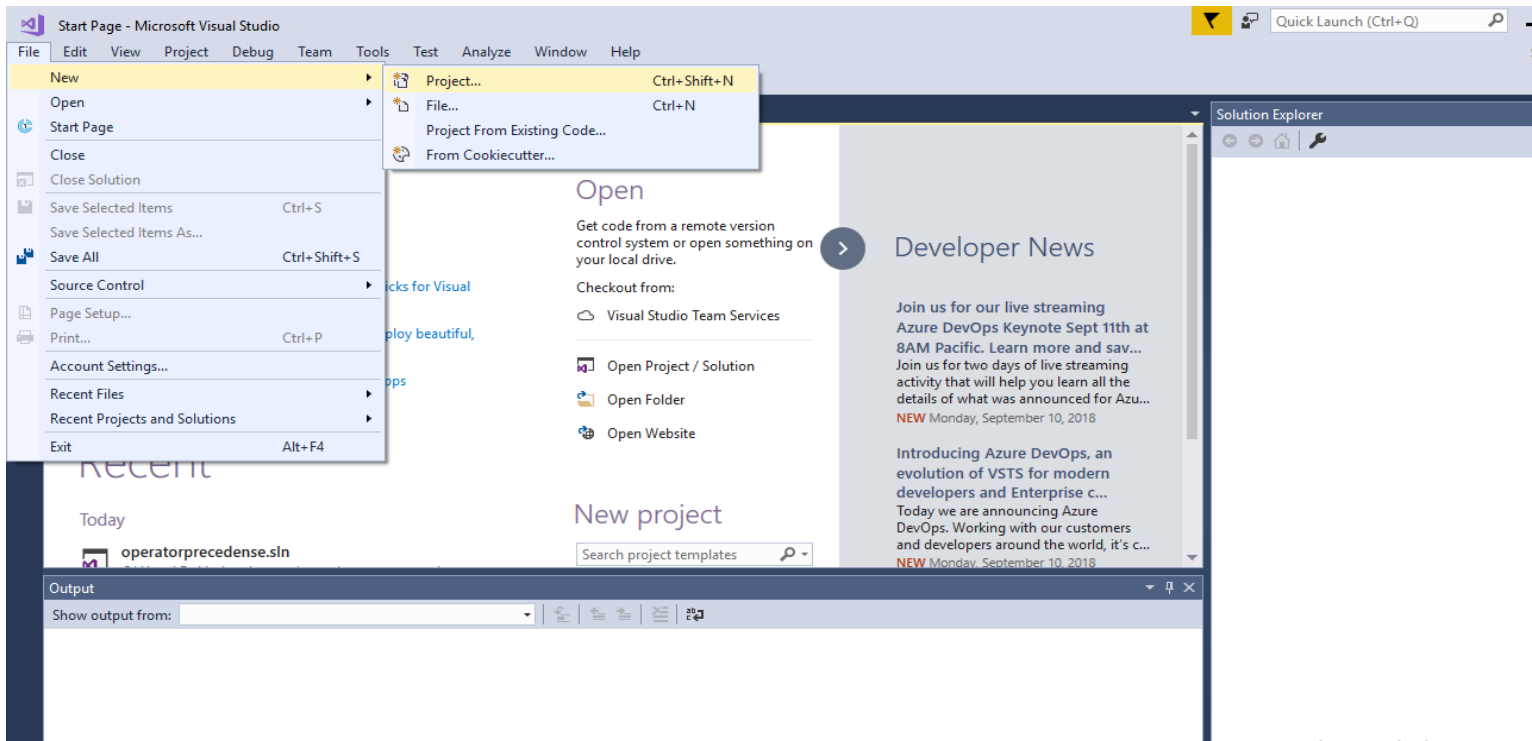 Start Page - Microsoft Visual Studio
Quick Launch (Ctrl+Q)
File Edit View Project Debug Team Tools Test Analyze Window Help
New
Open
Start Page
Close
Close Solution
Save Selected Items Ctrl+S
Save Selected Items As...
Save All Ctrl+Shift+S
Source Control
Page Setup...
Print... Ctrl+P
Account Settings...
Recent Files
Recent Projects and Solutions
Exit Alt+F4
Project... Ctrl+Shift+N
File... Ctrl+N
Project From Existing Code...
From Cookiecutter...
icks for Visual
ploy beautiful,
pps
Recent
Today
operatorprecedense.sln
Open
Get code from a remote version
control system or open something on
your local drive.
Checkout from:
Visual Studio Team Services
Open Project / Solution
Open Folder
Open Website
New project
Search project templates
Developer News
Join us for our live streaming
Azure DevOps Keynote Sept 11th at
8AM Pacific. Learn more and sav...
Join us for two days of live streaming
activity that will help you learn all the
details of what was announced for Azu...
NEW Monday, September 10, 2018
Introducing Azure DevOps, an
evolution of VSTS for modern
developers and Enterprise c...
Today we are announcing Azure
DevOps. Working with our customers
and developers around the world, it's c...
NEW Monday, September 10, 2018
Solution Explorer
Output
Show output from: